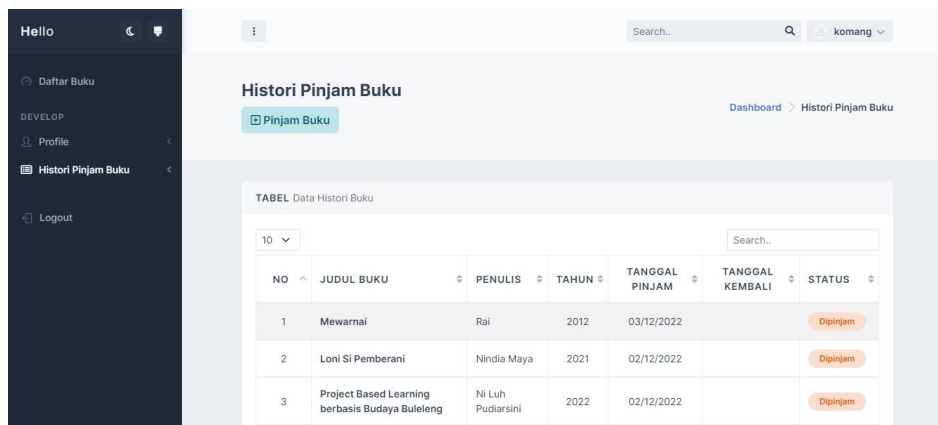 Hello
Search..
komang
Daftar Buku
DEVELOP
Profile
Histori Pinjam Buku
Logout
Histori Pinjam Buku
Pinjam Buku
Dashboard > Histori Pinjam Buku
TABEL Data Histori Buku
10
Search..
NO JUDUL BUKU PENULIS TAHUN TANGGAL PINJAM TANGGAL KEMBALI STATUS
1 Mewarnai Rai 2012 03/12/2022 Dipinjam
2 Loni Si Pemberani Nindia Maya 2021 02/12/2022 Dipinjam
3 Project Based Learning berbasis Budaya Buleleng Ni Luh Pudiarsini 2022 02/12/2022 Dipinjam